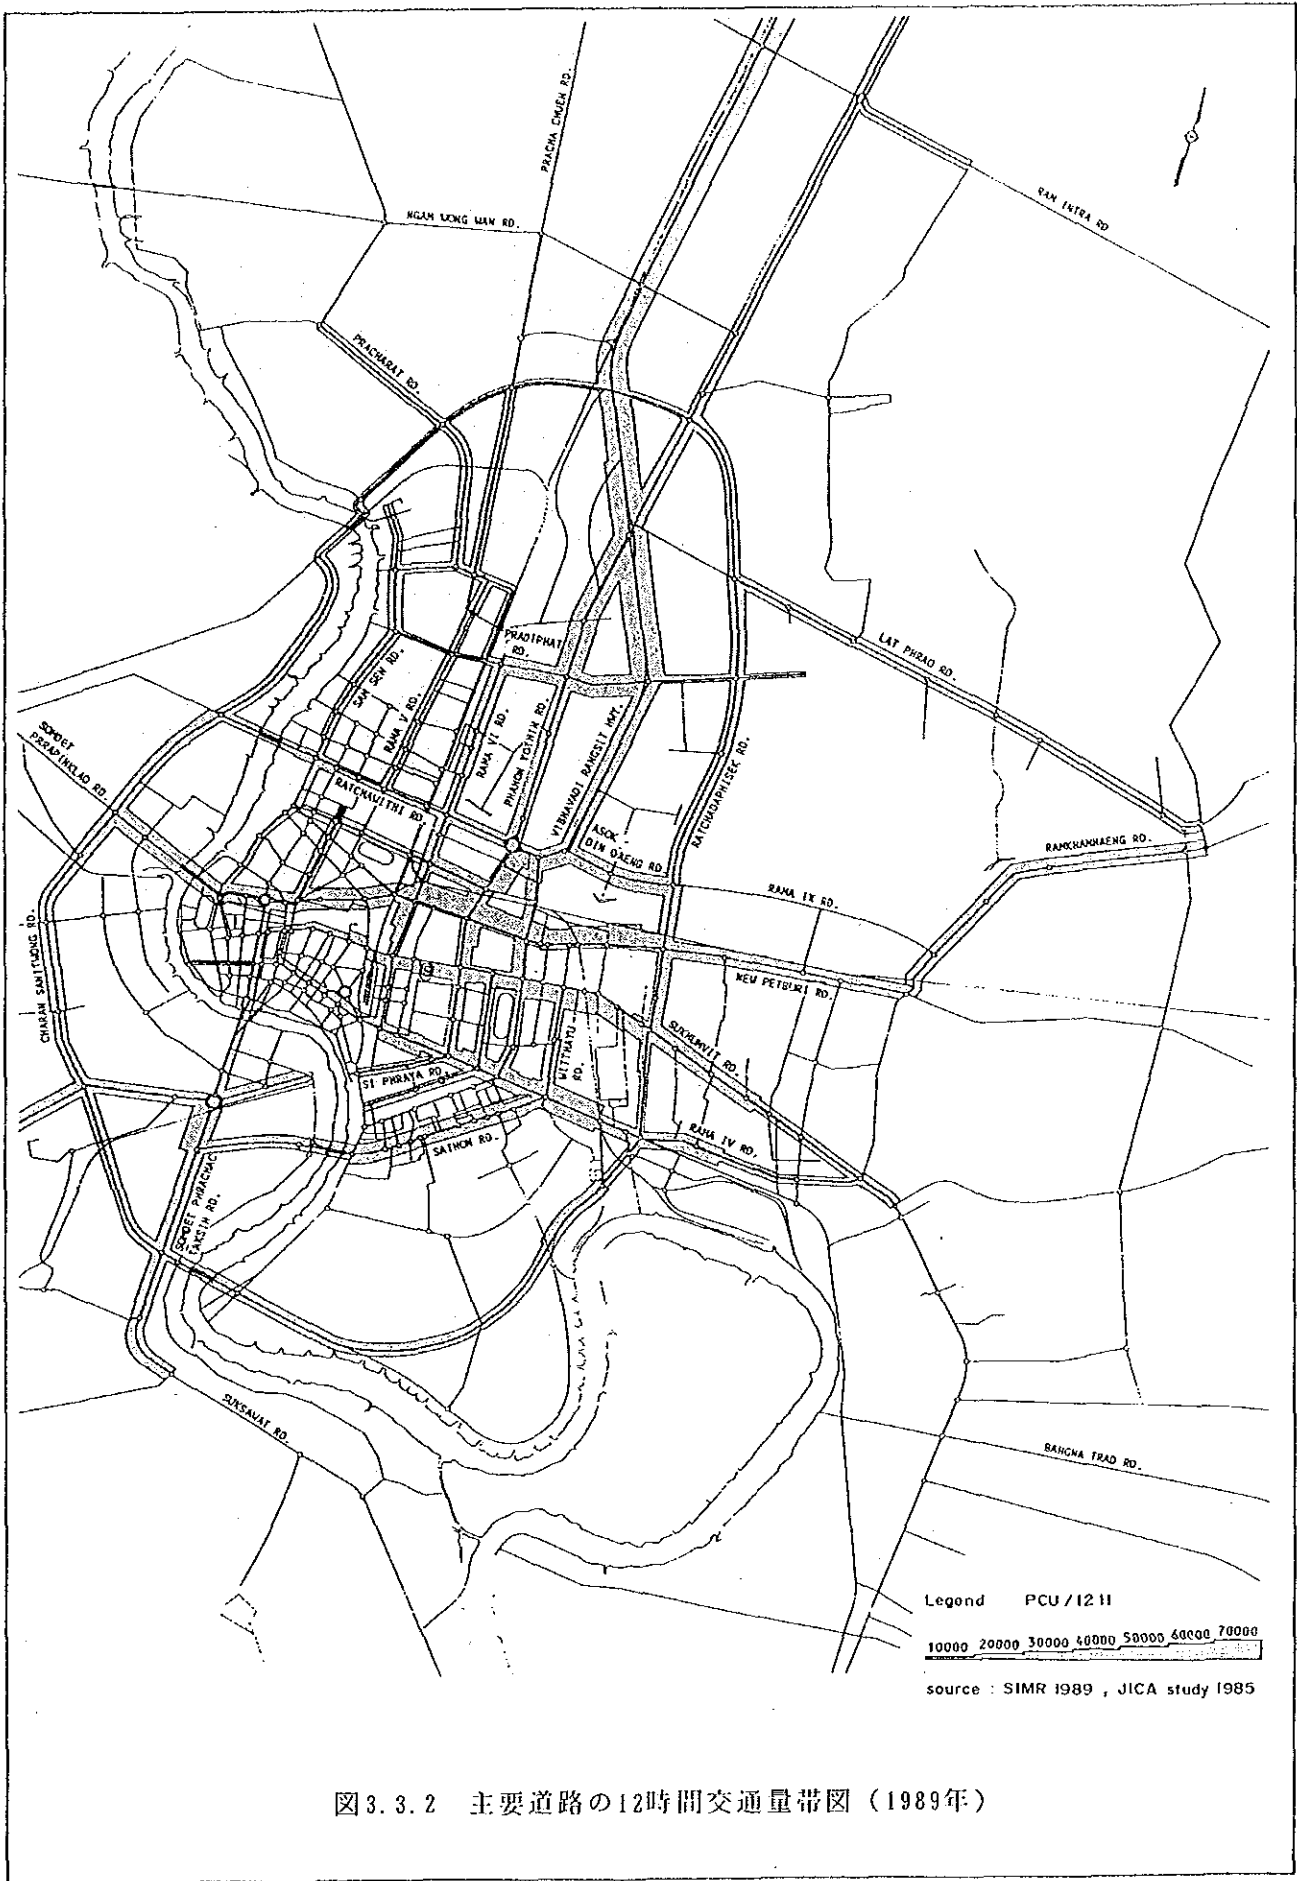 PRACHA CHUEN RD.
NGAM WONG WAN RD.
RAM INTRA RD
PRACHARAT RD.
PRADIPHAT
RD.
LAT PHRAO RD.
SAM SEN RD.
RAMA V RD.
RAMA VI RD.
PHAHON YOTHIN RD.
VIBHAVADI RANGSIT HWY.
RATCHADAPHISEK RD.
SOMDET
PRRAPINKLAO RD.
RATCHAWITHI RD.
ASOK -
DIN DAENG RD.
RAMKHAMHAENG RD.
RAMA IX RD.
CHARAN SANITWONG RD.
NEW PETBURI RD.
SUKHUMVIT RD.
WITTHAYU
RD.
SI PHRAYA RD.
SATHON RD.
RAMA IV RD.
SOMDET PHRACHAO
TAKSIN RD.
SUKSAWAT RD.
BANGNA TRAD RD.
Legend PCU/12H
10000 20000 30000 40000 50000 60000 70000
source : SIMR 1989 , JICA study 1985
図3.3.2 主要道路の12時間交通量帯図（1989年）